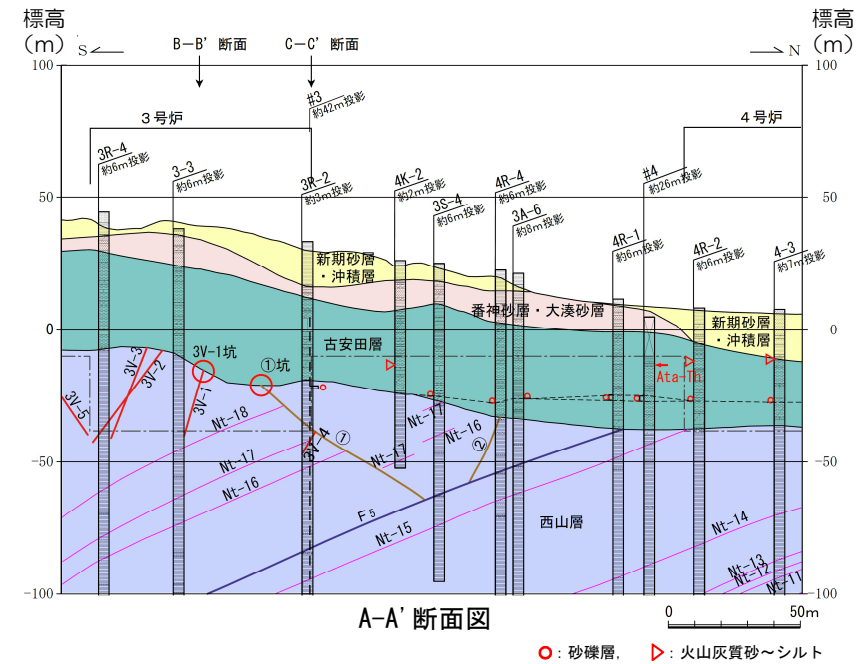 標高
(m)
標高
(m)
S
B-B' 断面
C-C' 断面
N
100
100
#3
約42m投影
3号炉
4号炉
3R-4
約6m投影
3-3
約6m投影
3R-2
約3m投影
4K-2
約2m投影
3S-4
約6m投影
4R-4
約6m投影
3A-6
約8m投影
#4
約26m投影
4R-1
約6m投影
4R-2
約6m投影
4-3
約7m投影
50
50
新期砂層
・沖積層
番神砂層・大湊砂層
新期砂層
・沖積層
0
0
古安田層
3V-1坑
①坑
Ata-Th
3V-5
3V-3
3V-2
3V-1
3V-4
Nt-18
Nt-17
Nt-16
①
Nt-17
Nt-17
Nt-16
②
-50
-50
F5
Nt-15
西山層
Nt-14
Nt-13
Nt-12
Nt-11
-100
-100
A-A'断面図
0
50m
○: 砂礫層,
▷: 火山灰質砂~シルト